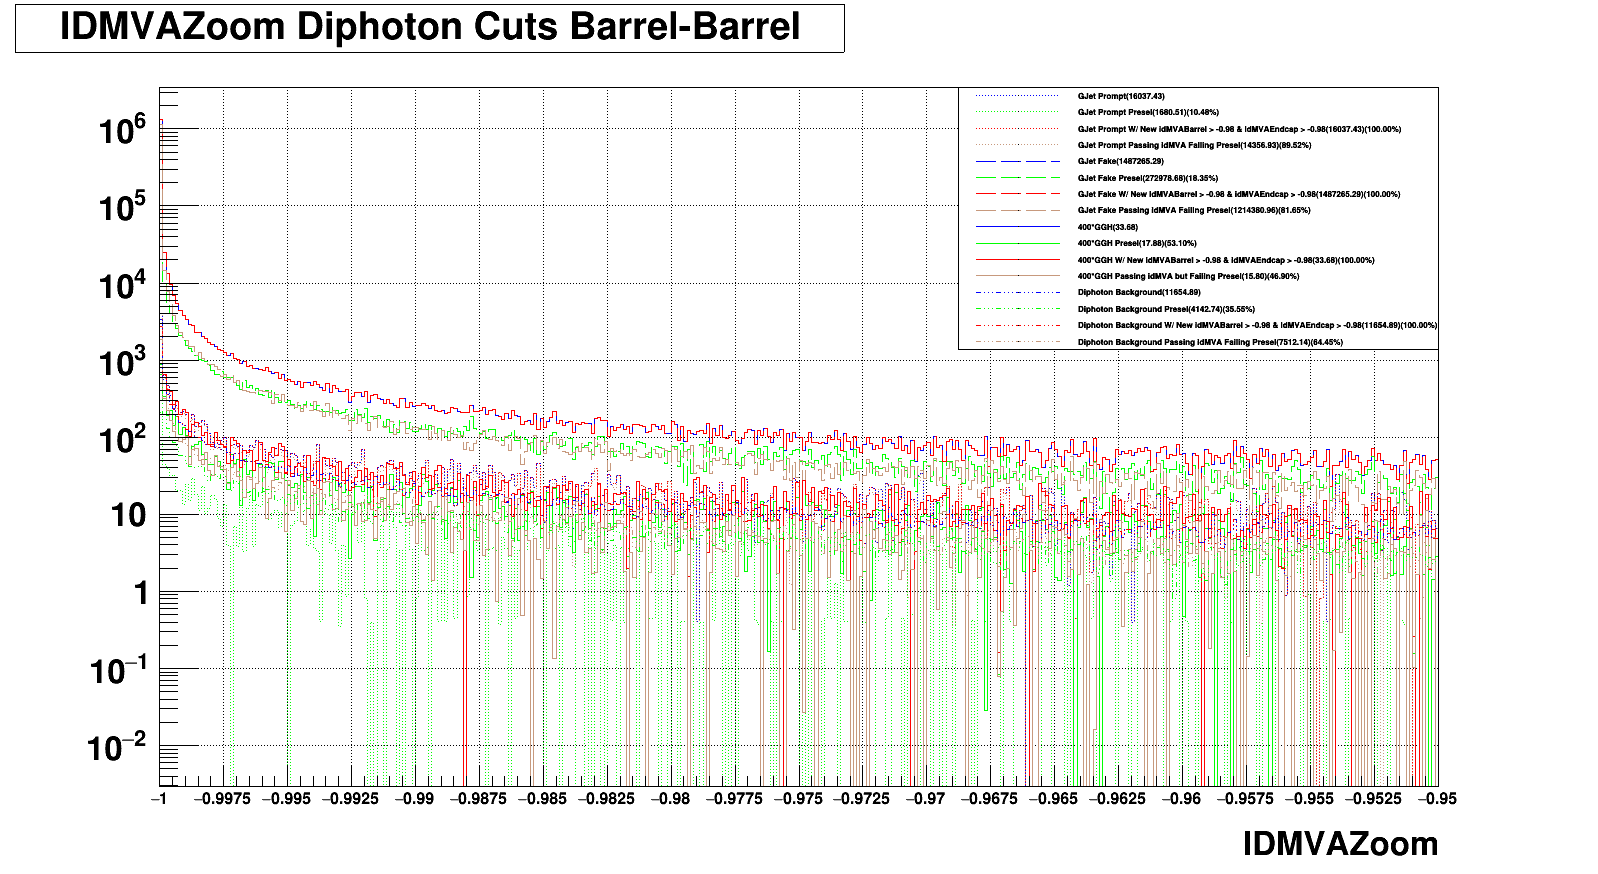 IDMVAZoom Diphoton Cuts Barrel-Barrel
GJet Prompt(16037.43)
GJet Prompt Presel(1680.51)(10.48%)
GJet Prompt W/ New idMVABarrel > -0.98 & idMVAEndcap > -0.98(16037.43)(100.00%)
GJet Prompt Passing idMVA Failing Presel(14356.93)(89.52%)
GJet Fake(1487265.29)
GJet Fake Presel(272978.68)(18.35%)
GJet Fake W/ New idMVABarrel > -0.98 & idMVAEndcap > -0.98(1487265.29)(100.00%)
GJet Fake Passing idMVA Failing Presel(1214380.96)(81.65%)
400*GGH(33.68)
400*GGH Presel(17.88)(53.10%)
400*GGH W/ New idMVABarrel > -0.98 & idMVAEndcap > -0.98(33.68)(100.00%)
400*GGH Passing idMVA but Failing Presel(15.80)(46.90%)
Diphoton Background(11654.89)
Diphoton Background Presel(4142.74)(35.55%)
Diphoton Background W/ New idMVABarrel > -0.98 & idMVAEndcap > -0.98(11654.89)(100.00%)
Diphoton Background Passing idMVA Failing Presel(7512.14)(64.45%)
10⁶
10⁵
10⁴
10³
10²
10
1
10⁻¹
10⁻²
−1 −0.9975 −0.995 −0.9925 −0.99 −0.9875 −0.985 −0.9825 −0.98 −0.9775 −0.975 −0.9725 −0.97 −0.9675 −0.965 −0.9625 −0.96 −0.9575 −0.955 −0.9525 −0.95
IDMVAZoom